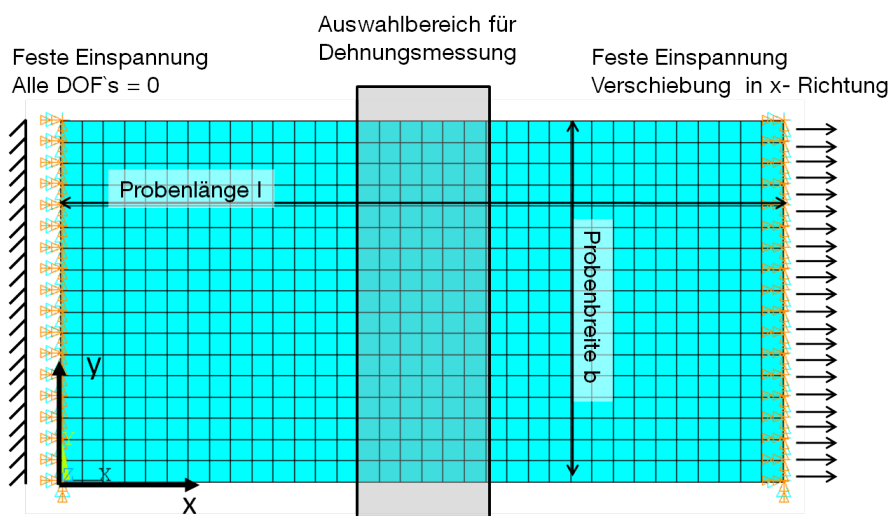 Auswahlbereich für
Dehnungsmessung
Feste Einspannung
Alle DOF`s = 0
Feste Einspannung
Verschiebung in x- Richtung
Probenlänge l
Probenbreite b
y
Y
Z X
x